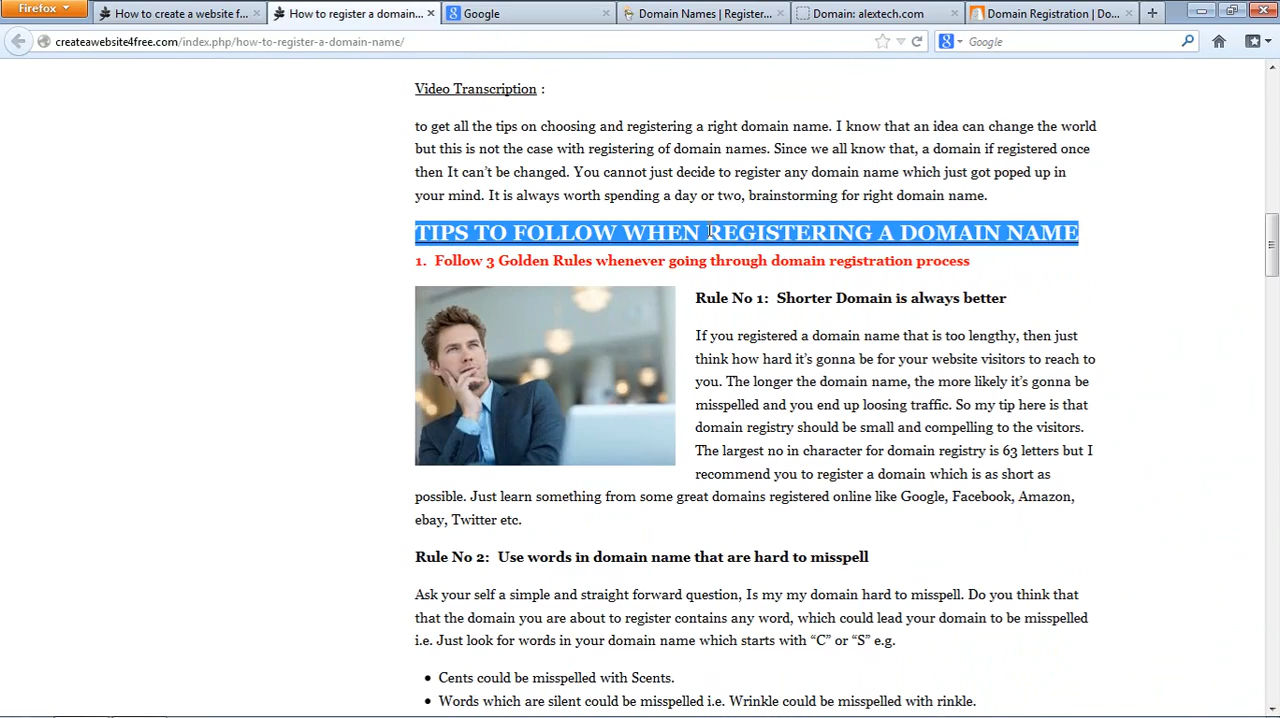 Firefox
How to create a website f...
How to register a domain...
Google
Domain Names | Register...
Domain: alextech.com
Domain Registration | Do...
createawebsite4free.com/index.php/how-to-register-a-domain-name/
Google
Video Transcription :
to get all the tips on choosing and registering a right domain name. I know that an idea can change the world
but this is not the case with registering of domain names. Since we all know that, a domain if registered once
then It can't be changed. You cannot just decide to register any domain name which just got poped up in
your mind. It is always worth spending a day or two, brainstorming for right domain name.
TIPS TO FOLLOW WHEN REGISTERING A DOMAIN NAME
1. Follow 3 Golden Rules whenever going through domain registration process
Rule No 1: Shorter Domain is always better
If you registered a domain name that is too lengthy, then just
think how hard it's gonna be for your website visitors to reach to
you. The longer the domain name, the more likely it's gonna be
misspelled and you end up loosing traffic. So my tip here is that
domain registry should be small and compelling to the visitors.
The largest no in character for domain registry is 63 letters but I
recommend you to register a domain which is as short as
possible. Just learn something from some great domains registered online like Google, Facebook, Amazon,
ebay, Twitter etc.
Rule No 2: Use words in domain name that are hard to misspell
Ask your self a simple and straight forward question, Is my my domain hard to misspell. Do you think that
that the domain you are about to register contains any word, which could lead your domain to be misspelled
i.e. Just look for words in your domain name which starts with “C” or “S” e.g.
• Cents could be misspelled with Scents.
• Words which are silent could be misspelled i.e. Wrinkle could be misspelled with rinkle.